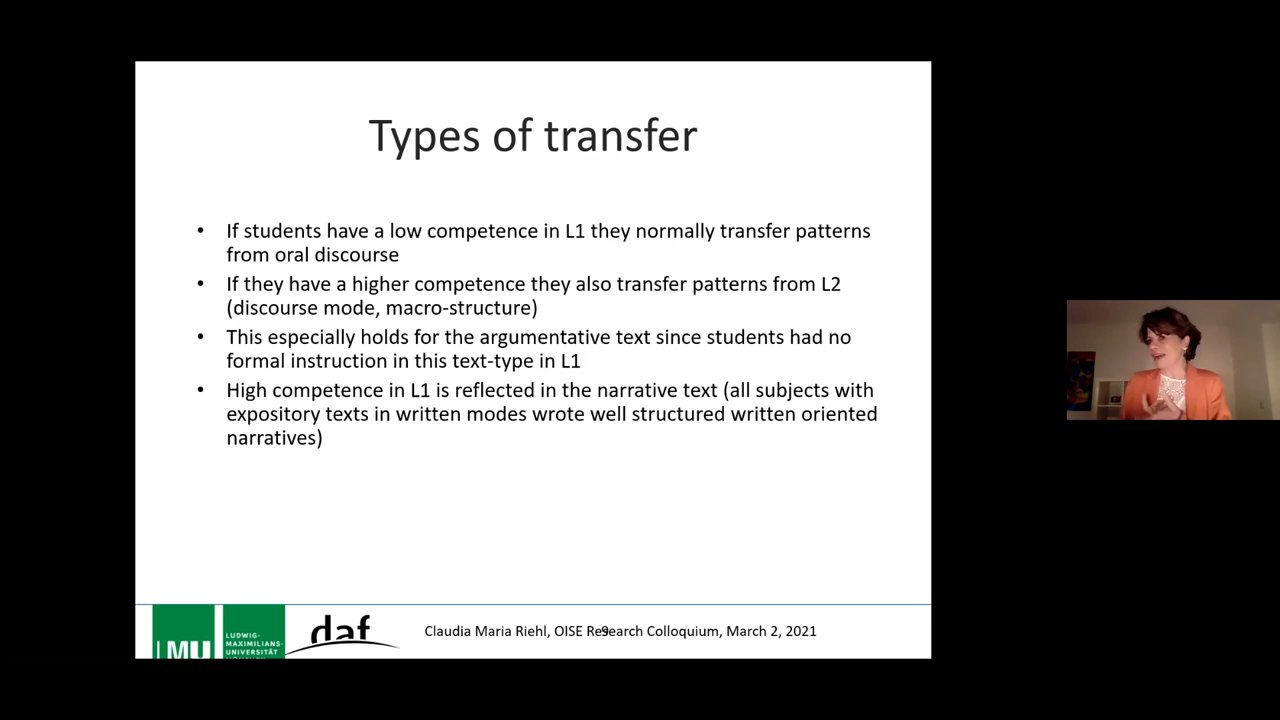 Types of transfer
• If students have a low competence in L1 they normally transfer patterns
from oral discourse
• If they have a higher competence they also transfer patterns from L2
(discourse mode, macro-structure)
• This especially holds for the argumentative text since students had no
formal instruction in this text-type in L1
• High competence in L1 is reflected in the narrative text (all subjects with
expository texts in written modes wrote well structured written oriented
narratives)
LMU
LUDWIG-
MAXIMILIANS-
UNIVERSITÄT
daf
Claudia Maria Riehl, OISE Research Colloquium, March 2, 2021